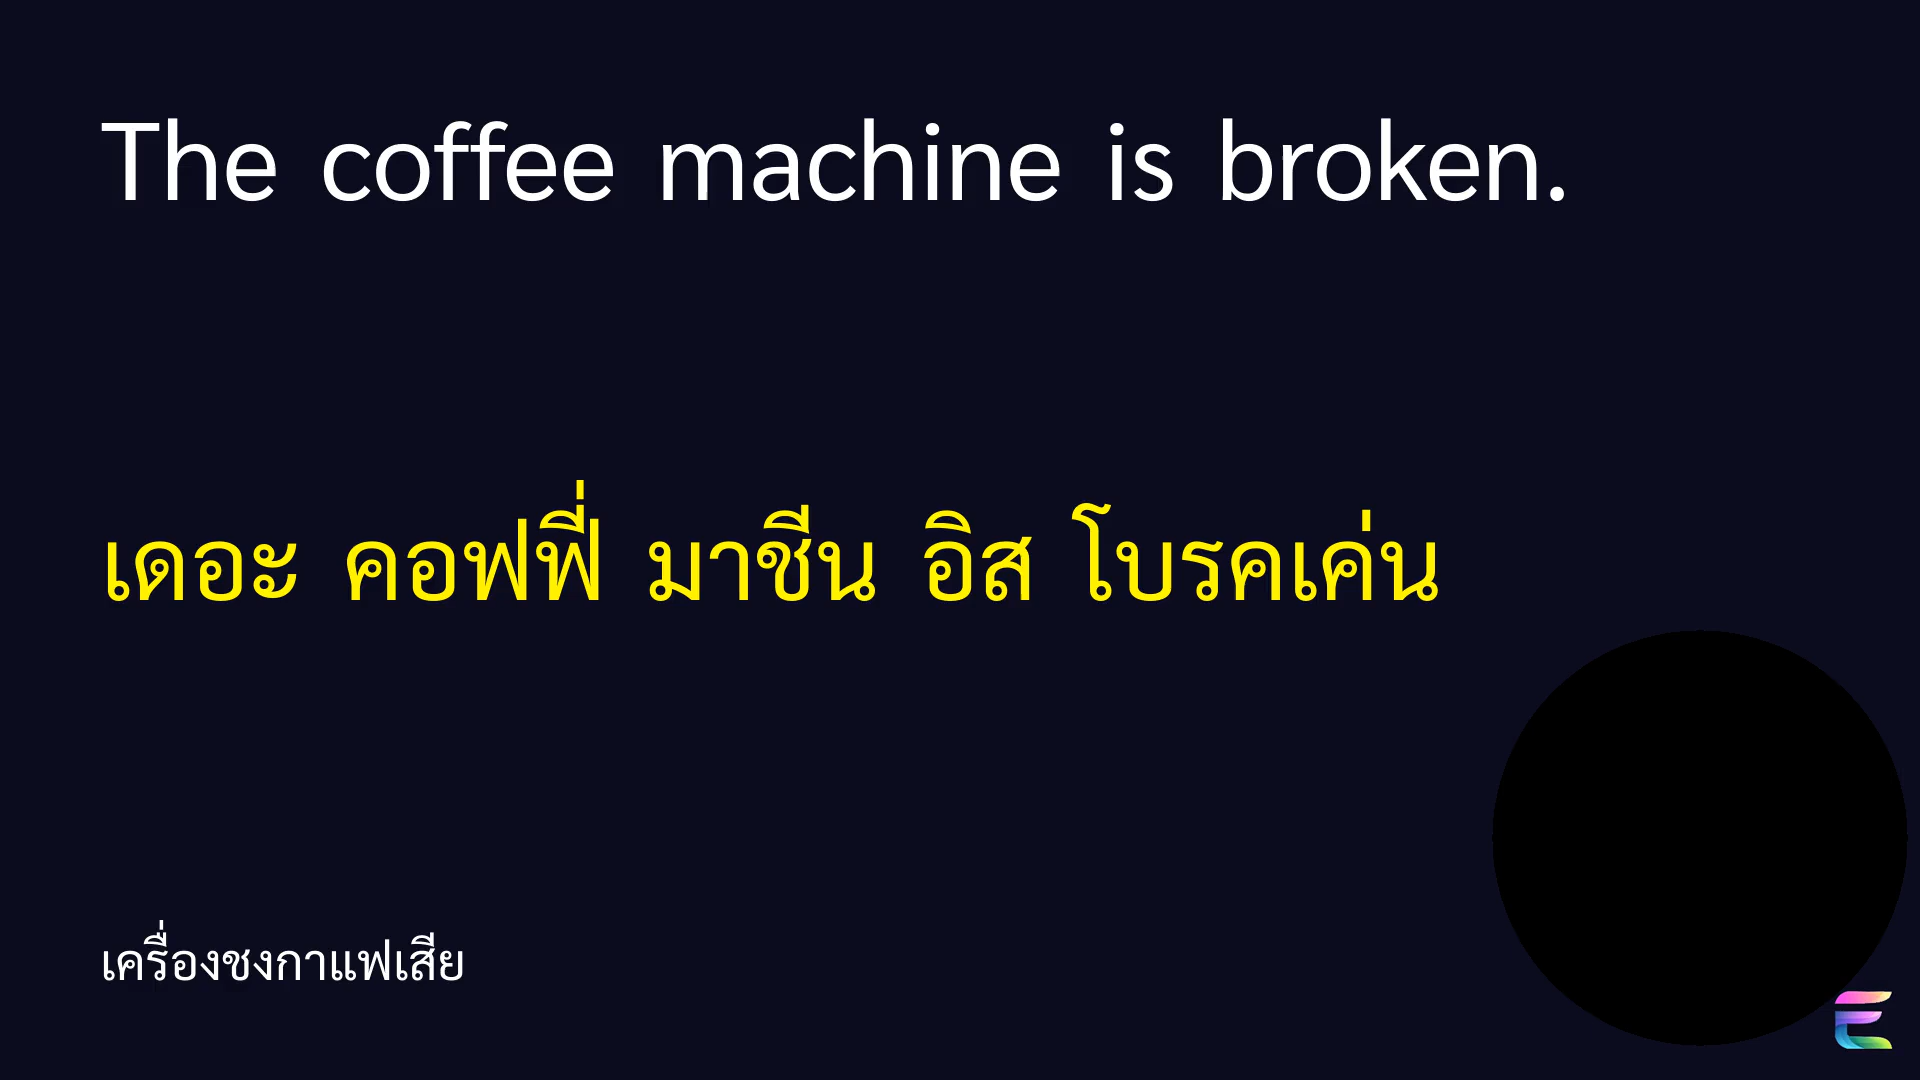 The coffee machine is broken.
เดอะ คอฟฟี่ มาชีน อิส โบรคเค่น
เครื่องชงกาแฟเสีย